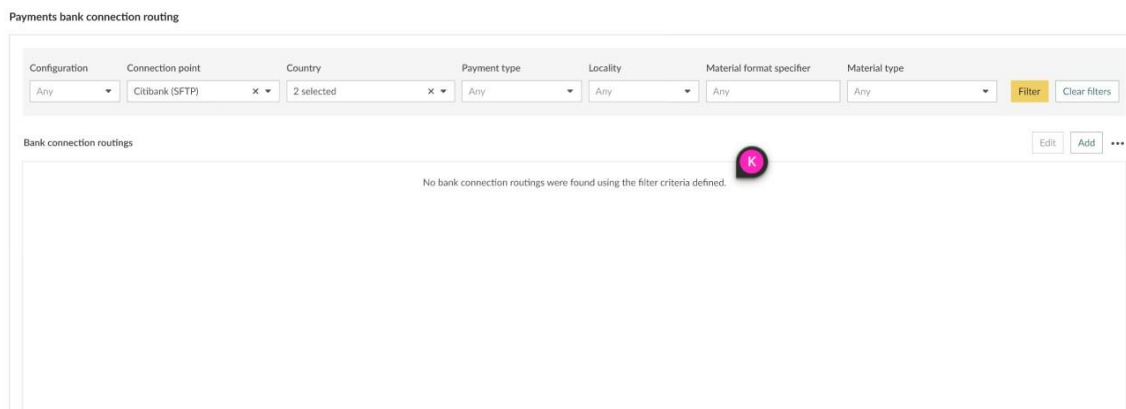 Payments bank connection routing
Configuration Connection point Country Payment type Locality Material format specifier Material type
Any Citibank (SFTP) 2 selected Any Any Any Any Filter Clear filters
Bank connection routings Edit Add
K
No bank connection routings were found using the filter criteria defined.